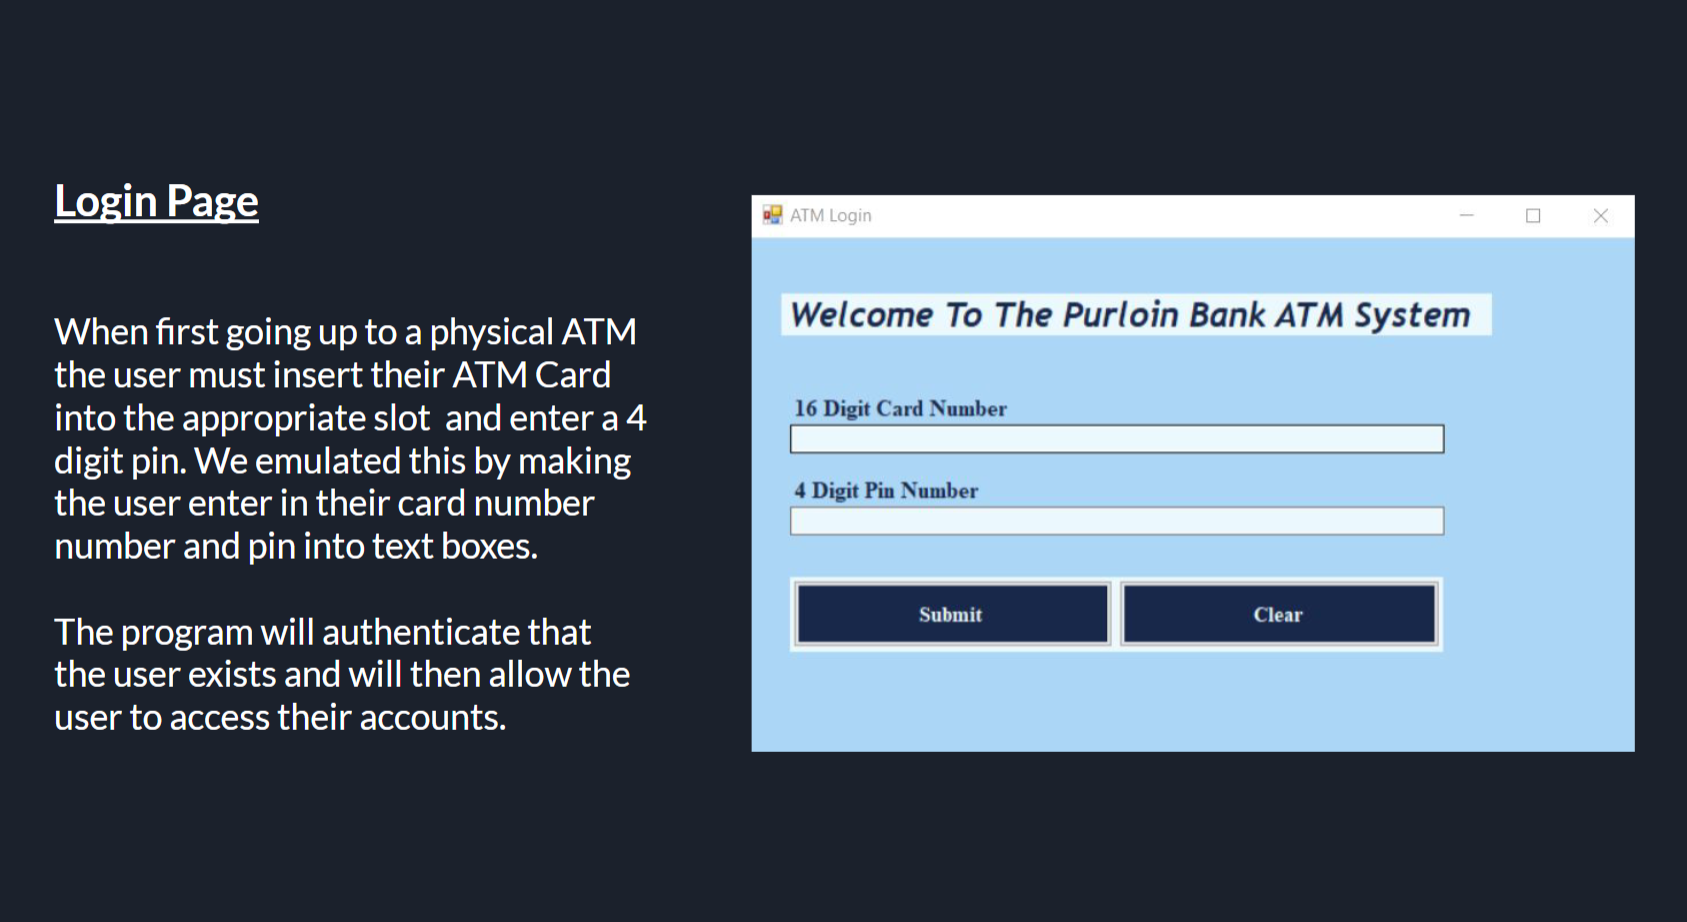 Login Page
When first going up to a physical ATM
the user must insert their ATM Card
into the appropriate slot  and enter a 4
digit pin. We emulated this by making
the user enter in their card number
number and pin into text boxes.
The program will authenticate that
the user exists and will then allow the
user to access their accounts.
ATM Login
Welcome To The Purloin Bank ATM System
16 Digit Card Number
4 Digit Pin Number
Submit
Clear